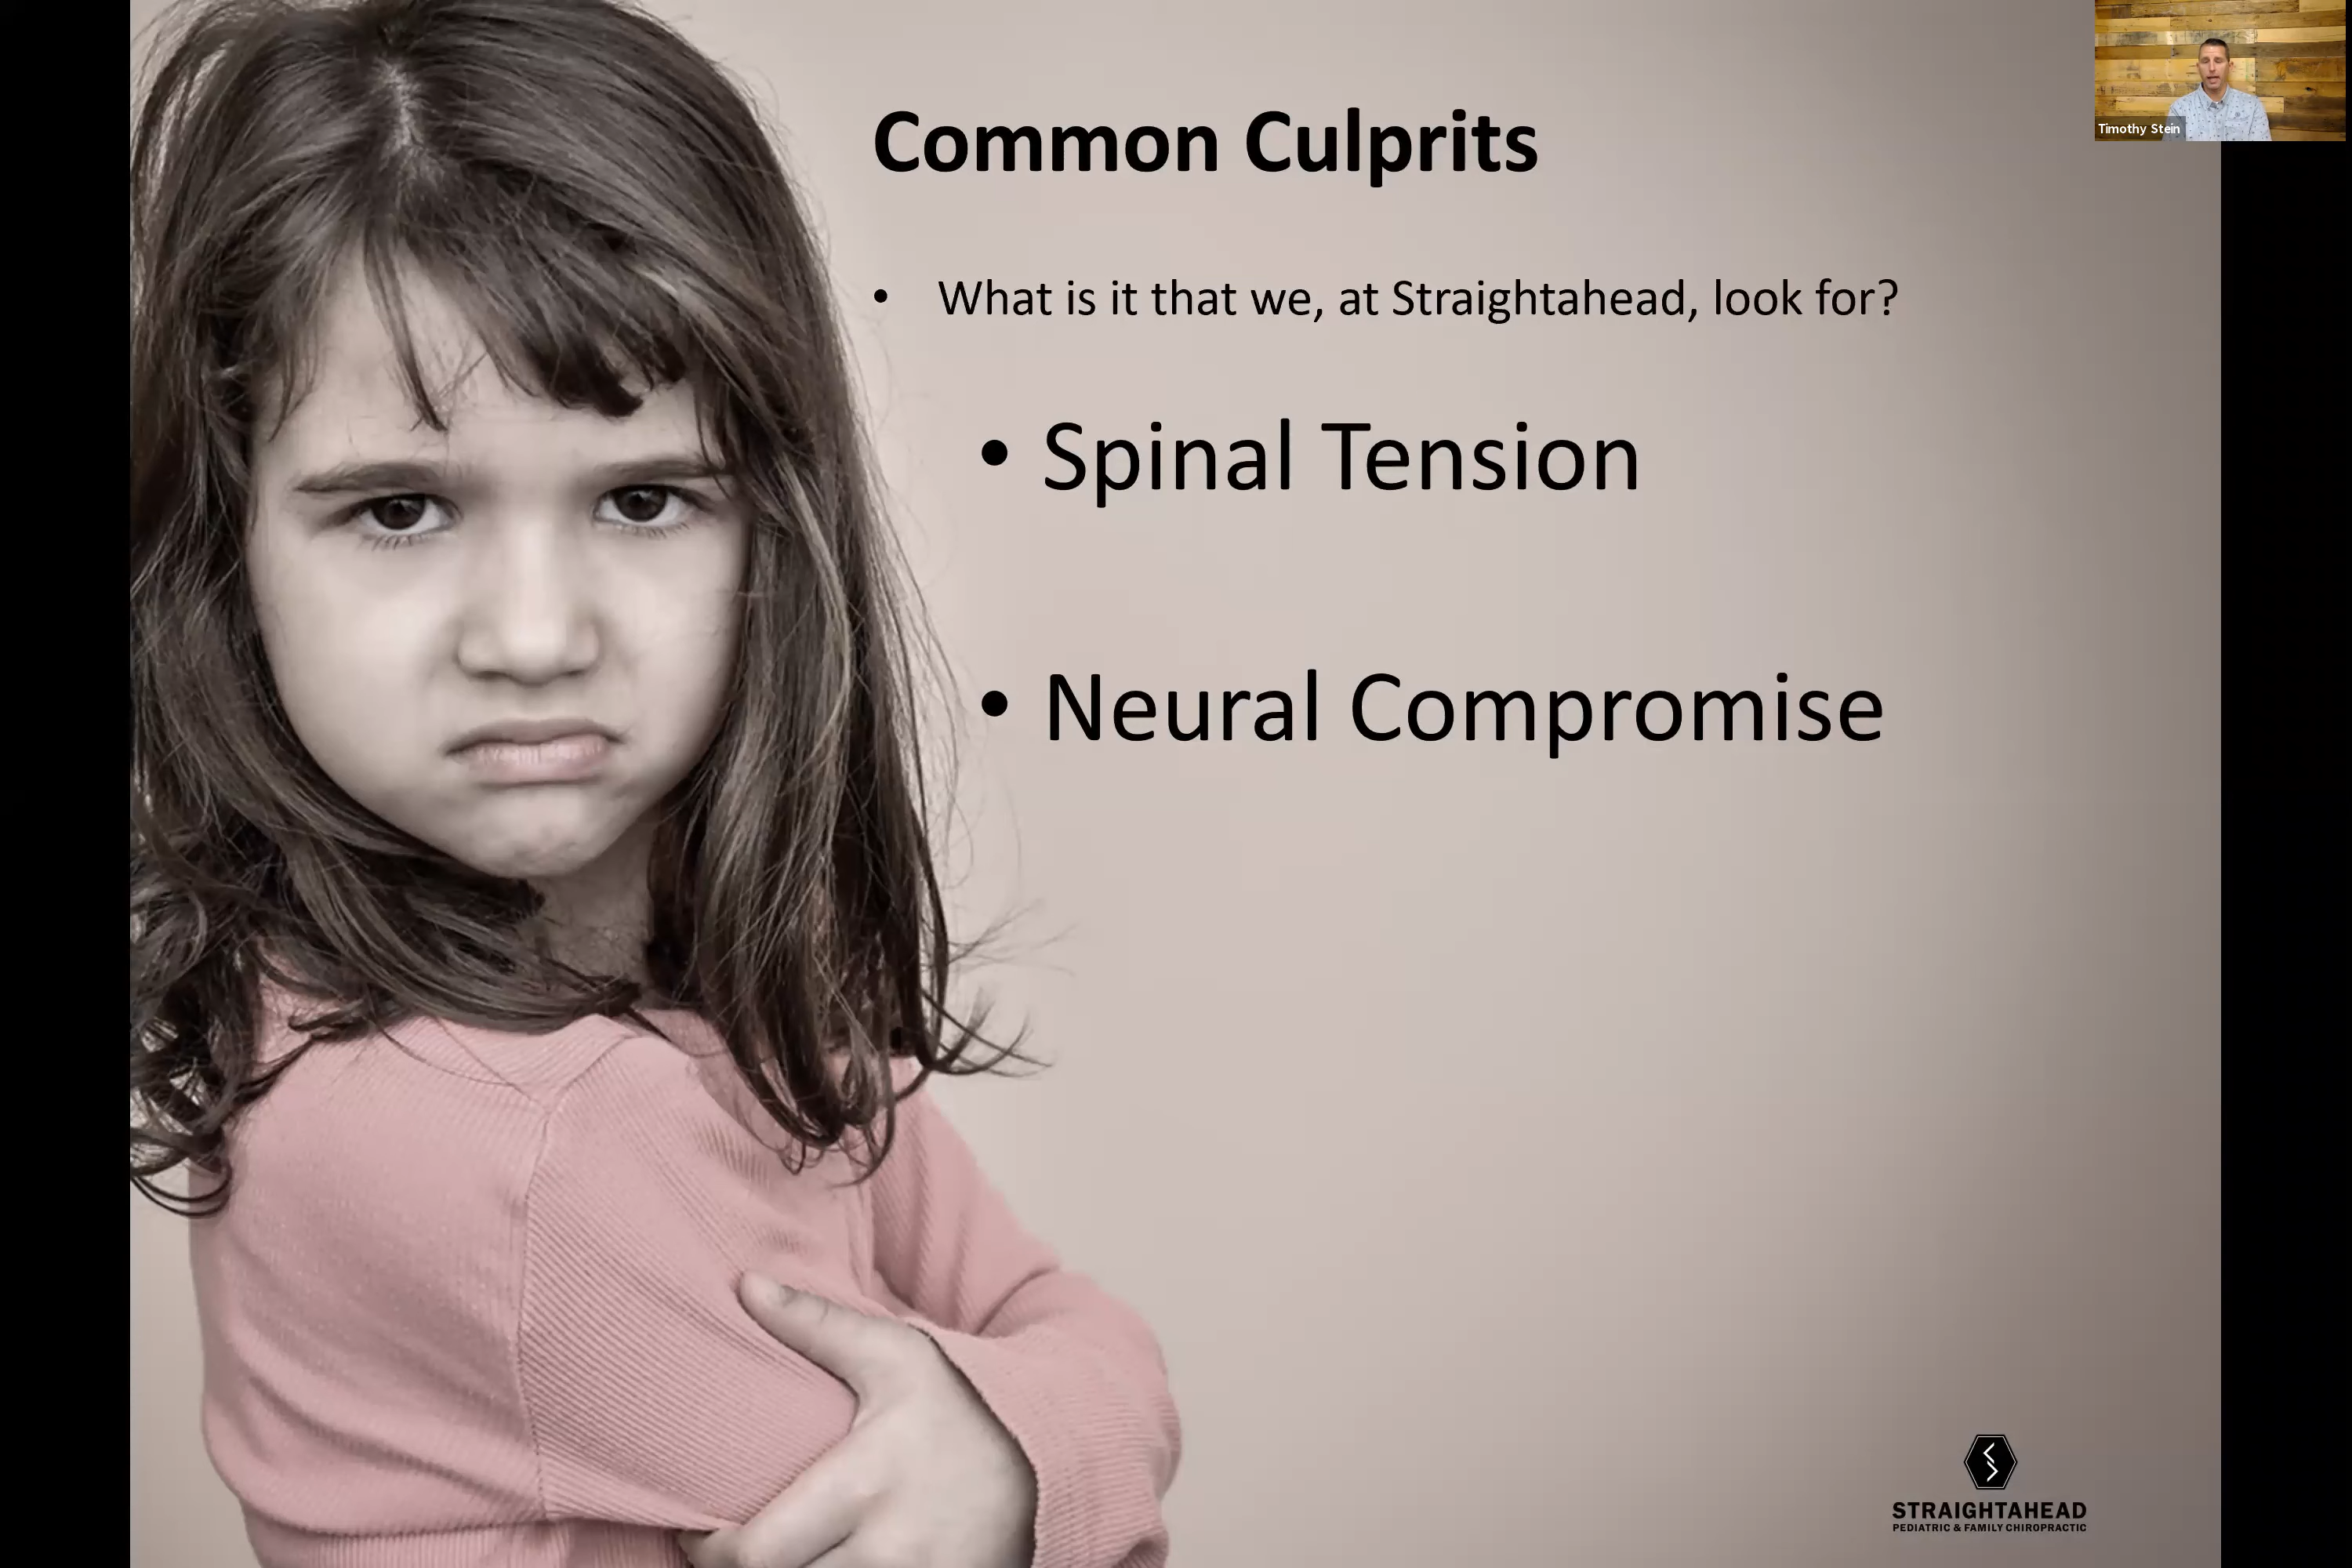 Timothy Stein
Common Culprits
• What is it that we, at Straightahead, look for?
• Spinal Tension
• Neural Compromise
STRAIGHTAHEAD
PEDIATRIC & FAMILY CHIROPRACTIC